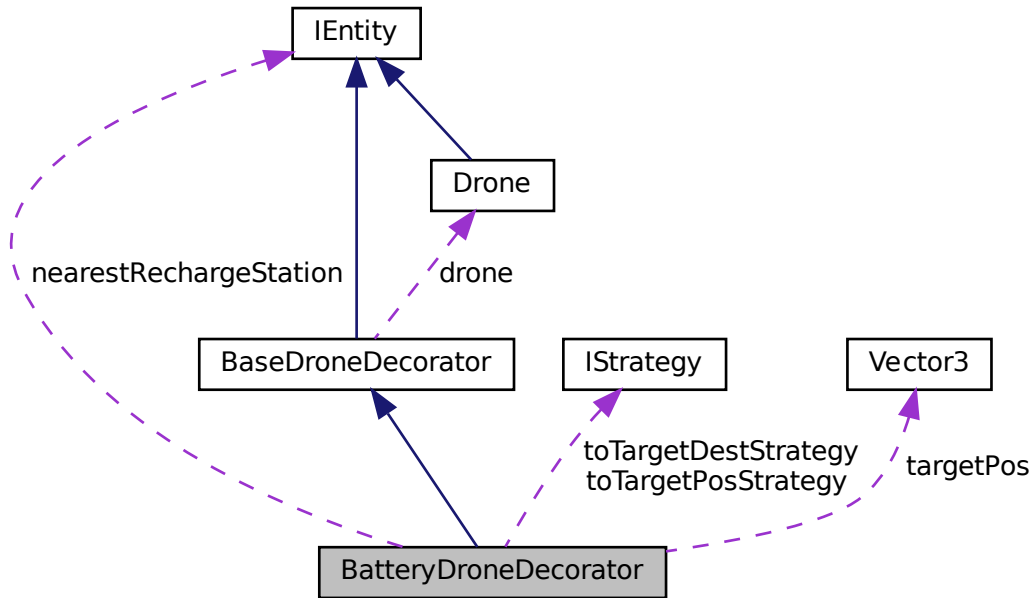 IEntity
Drone
nearestRechargeStation
drone
BaseDroneDecorator
IStrategy
Vector3
toTargetDestStrategy
toTargetPosStrategy
targetPos
BatteryDroneDecorator